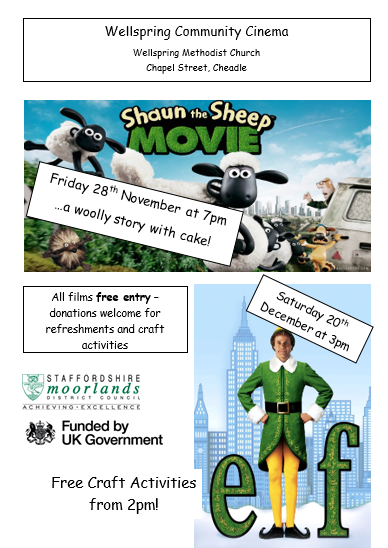 Wellspring Community Cinema
Wellspring Methodist Church
Chapel Street, Cheadle
Shaun the Sheep
MOVIE
Friday 28th November at 7pm
…a woolly story with cake!
All films free entry –
donations welcome for
refreshments and craft
activities
Saturday 20th
December at 3pm
STAFFORDSHIRE
moorlands
DISTRICT COUNCIL
ACHIEVING • EXCELLENCE
Funded by
UK Government
Free Craft Activities
from 2pm!
elf